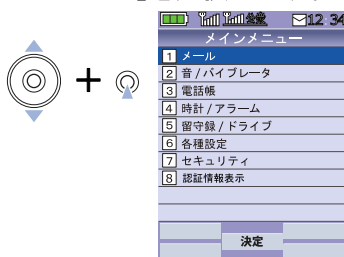 12 34
メインメニュー
1 メール
2 音/バイブレータ
3 電話帳
4 時計/アラーム
5 留守録/ドライブ
6 各種設定
7 セキュリティ
8 認証情報表示
決定